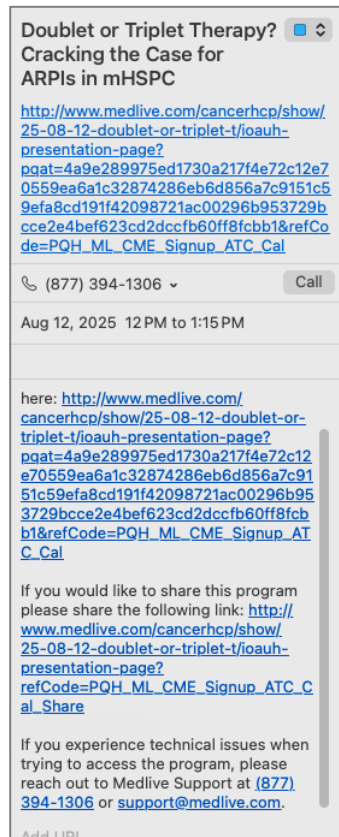 Doublet or Triplet Therapy?
Cracking the Case for
ARPIs in mHSPC
http://www.medlive.com/cancerhcp/show/
25-08-12-doublet-or-triplet-t/ioauh-
presentation-page?
pqat=4a9e289975ed1730a217f4e72c12e7
0559ea6a1c32874286eb6d856a7c9151c5
9efa8cd191f42098721ac00296b953729b
cce2e4bef623cd2dccfb60ff8fcbb1&refCo
de=PQH_ML_CME_Signup_ATC_Cal
(877) 394-1306
Call
Aug 12, 2025 12 PM to 1:15 PM
here: http://www.medlive.com/
cancerhcp/show/25-08-12-doublet-or-
triplet-t/ioauh-presentation-page?
pqat=4a9e289975ed1730a217f4e72c12
e70559ea6a1c32874286eb6d856a7c91
51c59efa8cd191f42098721ac00296b95
3729bcce2e4bef623cd2dccfb60ff8fcb
b1&refCode=PQH_ML_CME_Signup_AT
C_Cal
If you would like to share this program
please share the following link: http://
www.medlive.com/cancerhcp/show/
25-08-12-doublet-or-triplet-t/ioauh-
presentation-page?
refCode=PQH_ML_CME_Signup_ATC_C
al_Share
If you experience technical issues when
trying to access the program, please
reach out to Medlive Support at (877)
394-1306 or support@medlive.com.
Add URL